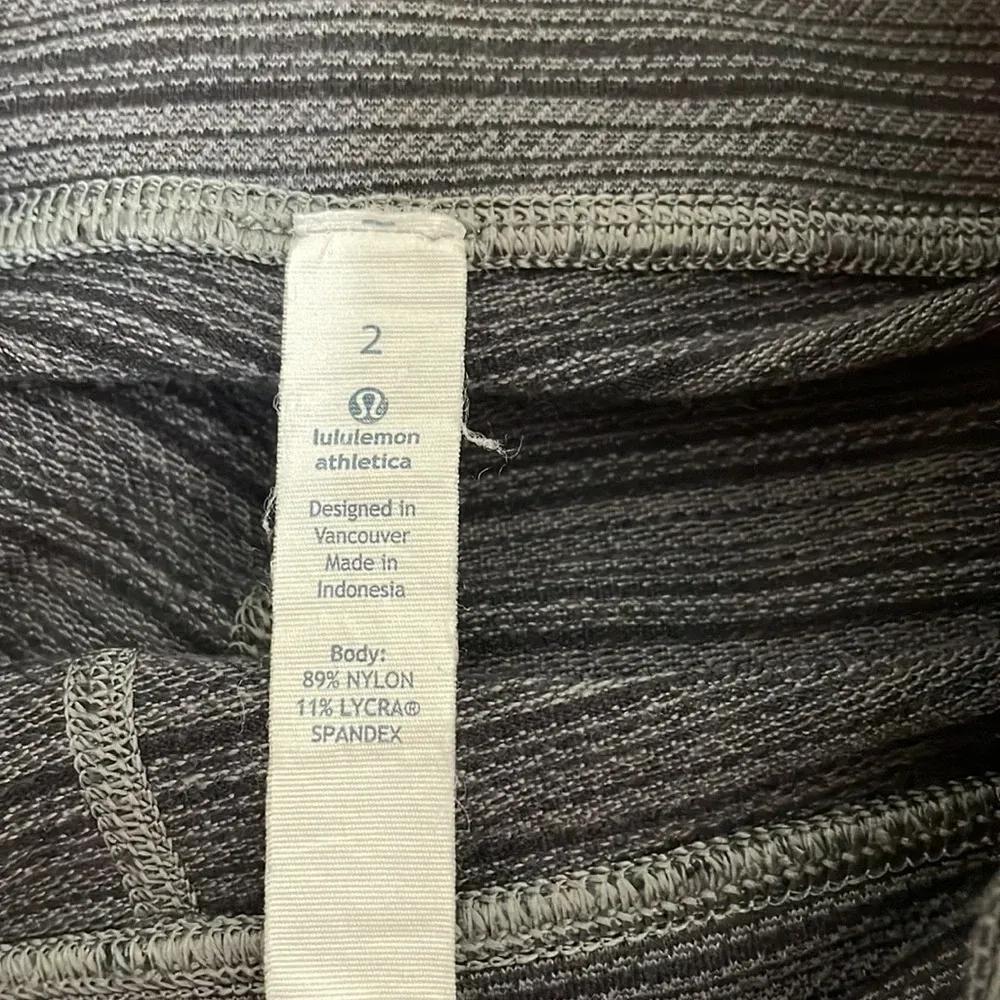 2
lululemon
athletica
Designed in
Vancouver
Made in
Indonesia
Body:
89% NYLON
11% LYCRA®
SPANDEX